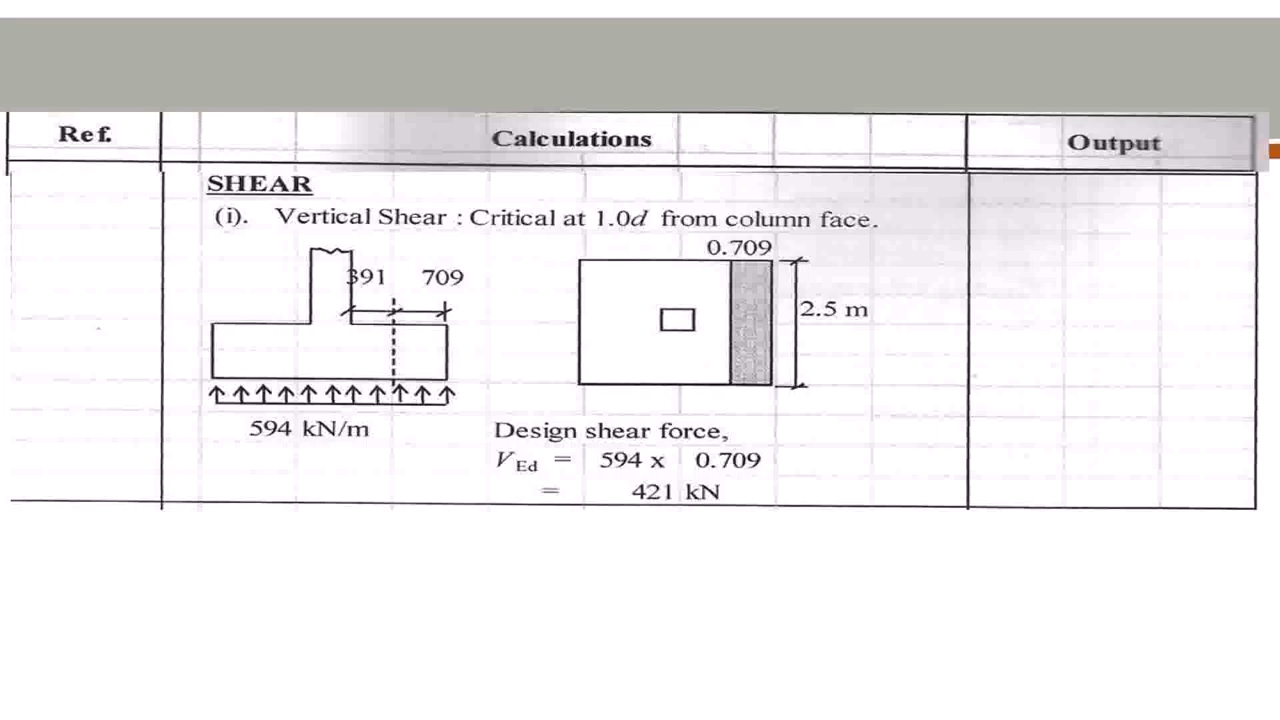 Ref. Calculations Output
SHEAR
(i). Vertical Shear : Critical at 1.0d from column face.
0.709
391 709
2.5 m
594 kN/m
Design shear force,
VEd = 594 x 0.709
= 421 kN